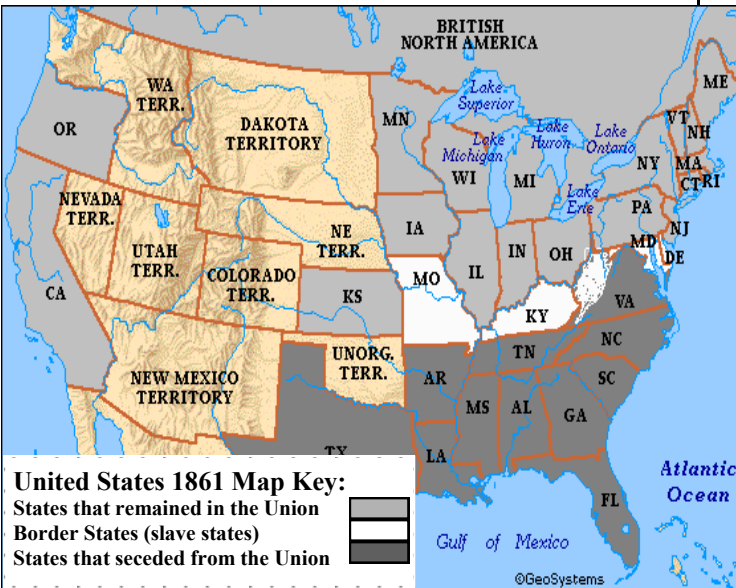 BRITISH
NORTH AMERICA
WA
TERR.
OR
DAKOTA
TERRITORY
MN
Lake
Superior
Lake
Michigan
Lake
Huron
Lake
Ontario
Lake
Erie
ME
VT
NH
NY
MA
CT
RI
WI
MI
PA
NJ
MD
DE
NEVADA
TERR.
UTAH
TERR.
COLORADO
TERR.
NE
TERR.
IA
IL
IN
OH
CA
KS
MO
KY
VA
NC
TN
SC
NEW MEXICO
TERRITORY
UNORG.
TERR.
AR
MS
AL
GA
TX
LA
FL
Atlantic
Ocean
Gulf of Mexico
United States 1861 Map Key:
States that remained in the Union
Border States (slave states)
States that seceded from the Union
©GeoSystems